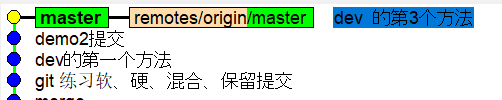 master remotes/origin/master dev 的第3个方法
demo2提交
dev的第一个方法
git 练习软、硬、混合、保留提交